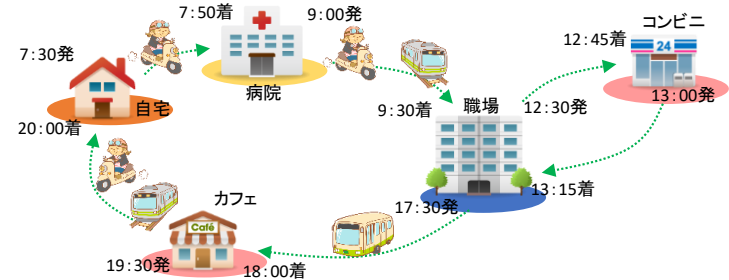 7:50着
9:00発
コンビニ
12:45着
24
7:30発
病院
13:00発
自宅
9:30着
職場
12:30発
20:00着
13:15着
カフェ
17:30発
Café
19:30発
18:00着